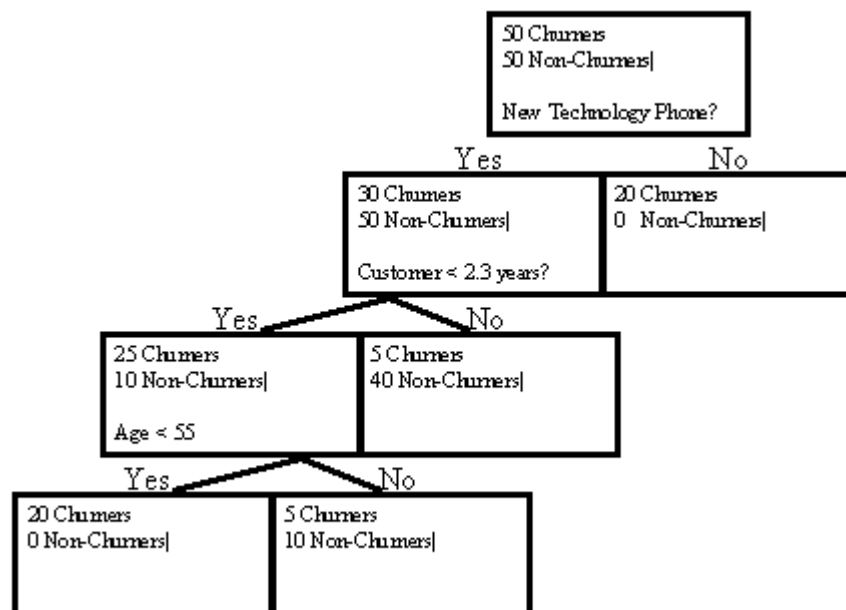 50 Churners
50 Non-Churners|
New Technology Phone?
Yes No
30 Churners
50 Non-Churners|
Customer < 2.3 years?
20 Churners
0 Non-Churners|
Yes No
25 Churners
10 Non-Churners|
Age < 55
5 Churners
40 Non-Churners|
Yes No
20 Churners
0 Non-Churners|
5 Churners
10 Non-Churners|